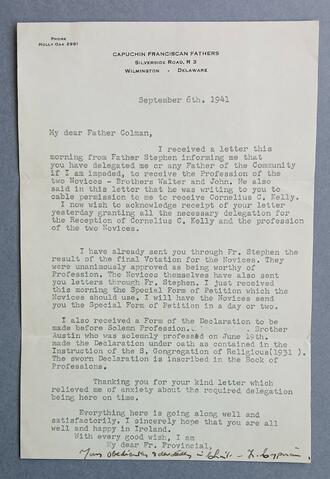 PHONE
HOLLY OAK 2991
CAPUCHIN FRANCISCAN FATHERS
SILVERSIDE ROAD, R 3
WILMINGTON - DELAWARE
September 6th. 1941
My dear Father Colman,
I received a letter this
morning from Father Stephen informing me that
you have delegated me or any Father of the Community
if I am impeded, to receive the Profession of the
two Novices - Brothers Walter and John. He also
said in this letter that he was writing to you to
cable permission to me to receive Cornelius C. Kelly.
I now wish to acknowledge receipt of your letter
yesterday granting all the necessary delegation for
the Reception of Cornelius C. Kelly and the profession
of the two Novices.
I have already sent you through Fr. Stephen the
result of the final Votation for the Novices. They
were unanimously approved as being worthy of
Profession. The Novices themselves have also sent
you letters through Fr. Stephen. I just received
this morning the Special Form of Petition which the
Novices should use. I will have the Novices send
you the Special Form of Petition in a day or two.
I also received a Form of the Declaration to be
made before Solemn Profession. . Brother
Austin who was solemnly professed on June 19th.
made the Declaration under oath as contained in the
Instruction of the S. Gongregation of Religious(1931 ).
The sworn Declaration is inscribed in the Book of
Professions.
Thanking you for your kind letter which
relieved me of anxiety about the required delegation
being here on time.
Everything here is going along well and
satisfactorily. I sincerely hope that you are all
well and happy in Ireland.
With every good wish, I am
My dear Fr. Provincial,
Yours obediently & devotedly in Christ - Fr. Cyprian